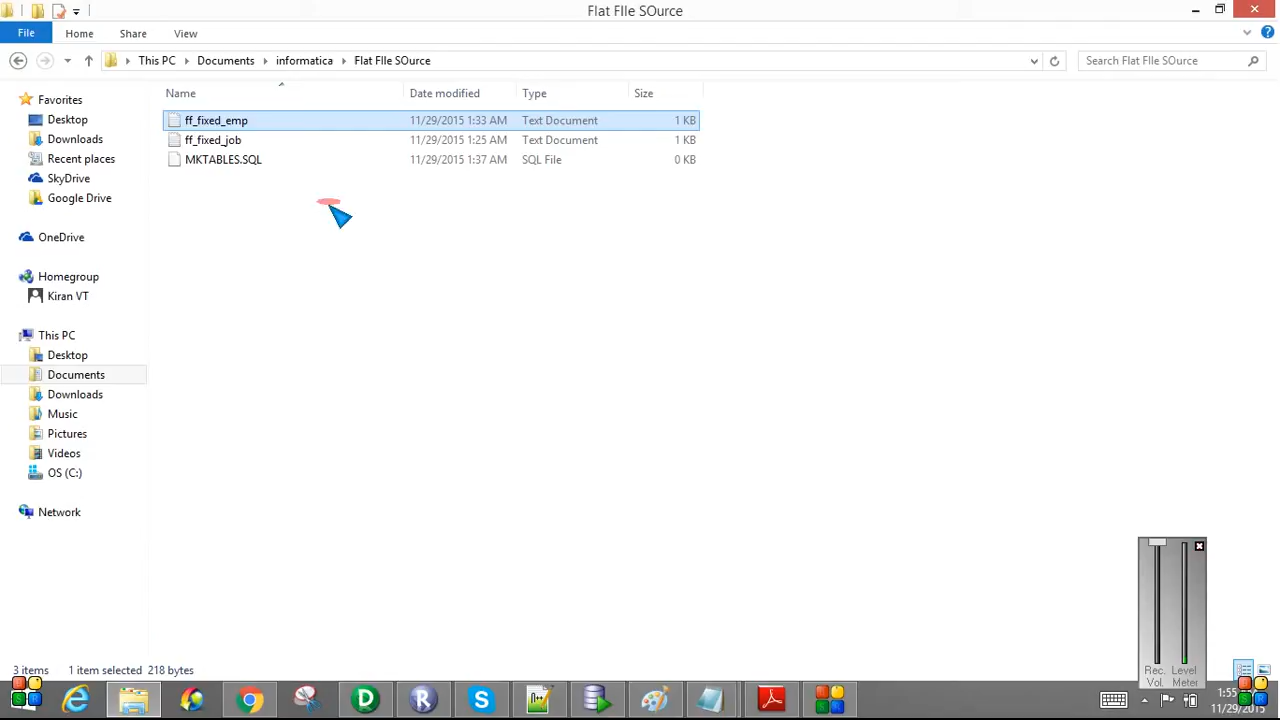 Flat FIle SOurce
File Home Share View
This PC Documents informatica Flat FIle SOurce Search Flat FIle SOurce
Name Date modified Type Size
ff_fixed_emp 11/29/2015 1:33 AM Text Document 1 KB
ff_fixed_job 11/29/2015 1:25 AM Text Document 1 KB
MKTABLES.SQL 11/29/2015 1:37 AM SQL File 0 KB
Favorites
Desktop
Downloads
Recent places
SkyDrive
Google Drive
OneDrive
Homegroup
Kiran VT
This PC
Desktop
Documents
Downloads
Music
Pictures
Videos
OS (C:)
Network
Rec. Level
Vol. Meter
3 items 1 item selected 218 bytes
1:55
11/29/2015